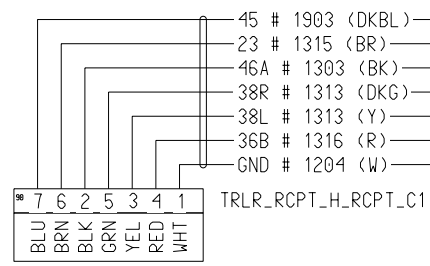 45 # 1903 (DKBL)
23 # 1315 (BR)
46A # 1303 (BK)
38R # 1313 (DKG)
38L # 1313 (Y)
36B # 1316 (R)
GND # 1204 (W)
98 7 6 2 5 3 4 1 TRLR_RCPT_H_RCPT_C1
BLU BRN BLK GRN YEL RED WHT